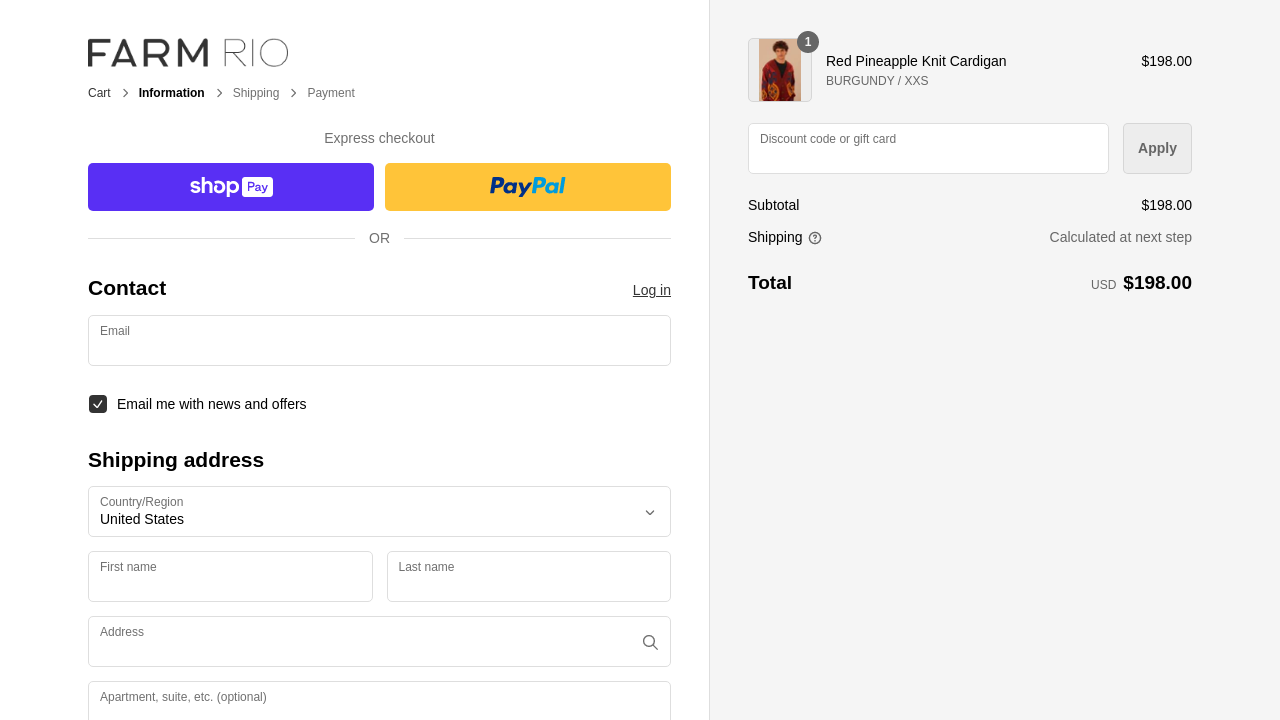 FARM RIO
Cart > Information > Shipping > Payment
Express checkout
shop Pay
PayPal
OR
Contact
Log in
Email
Email me with news and offers
Shipping address
Country/Region
United States
First name
Last name
Address
Apartment, suite, etc. (optional)
1
Red Pineapple Knit Cardigan
$198.00
BURGUNDY / XXS
Discount code or gift card
Apply
Subtotal
$198.00
Shipping
Calculated at next step
Total
USD $198.00